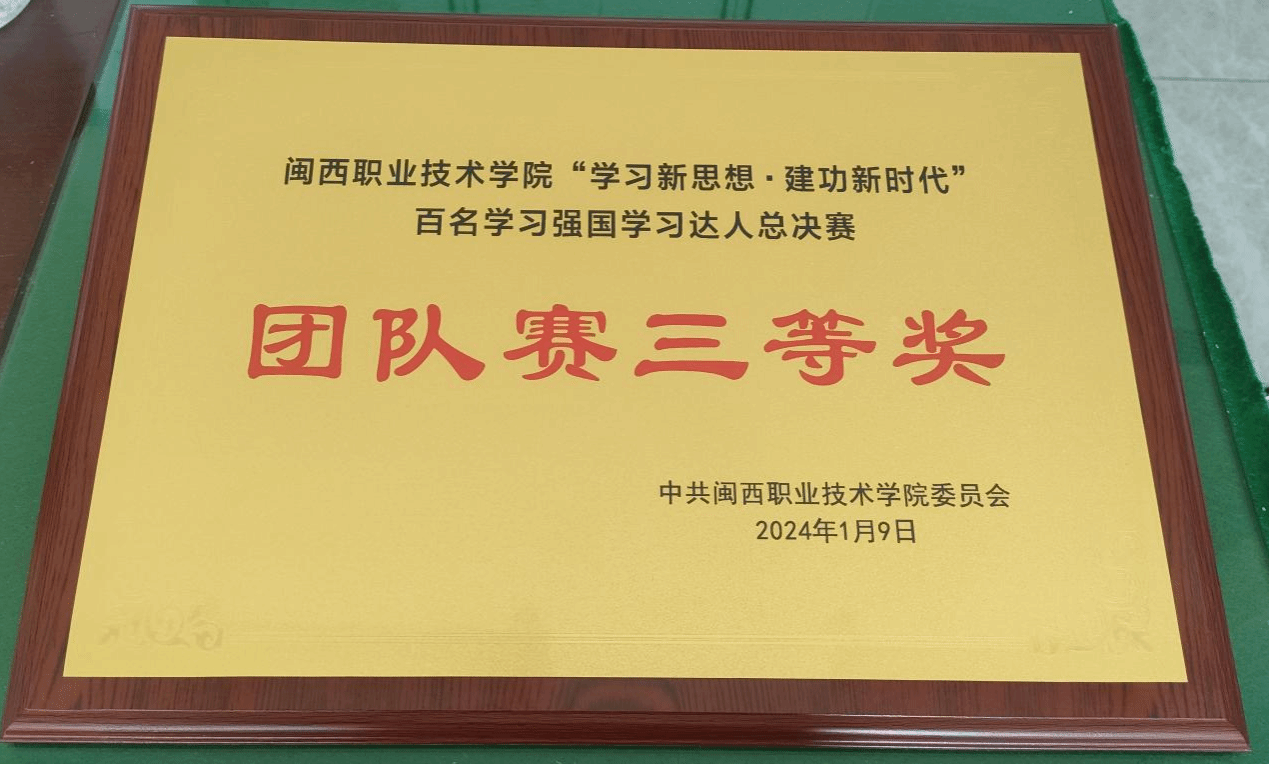 闽西职业技术学院“学习新思想·建功新时代”
百名学习强国学习达人总决赛
团队赛三等奖
中共闽西职业技术学院委员会
2024年1月9日